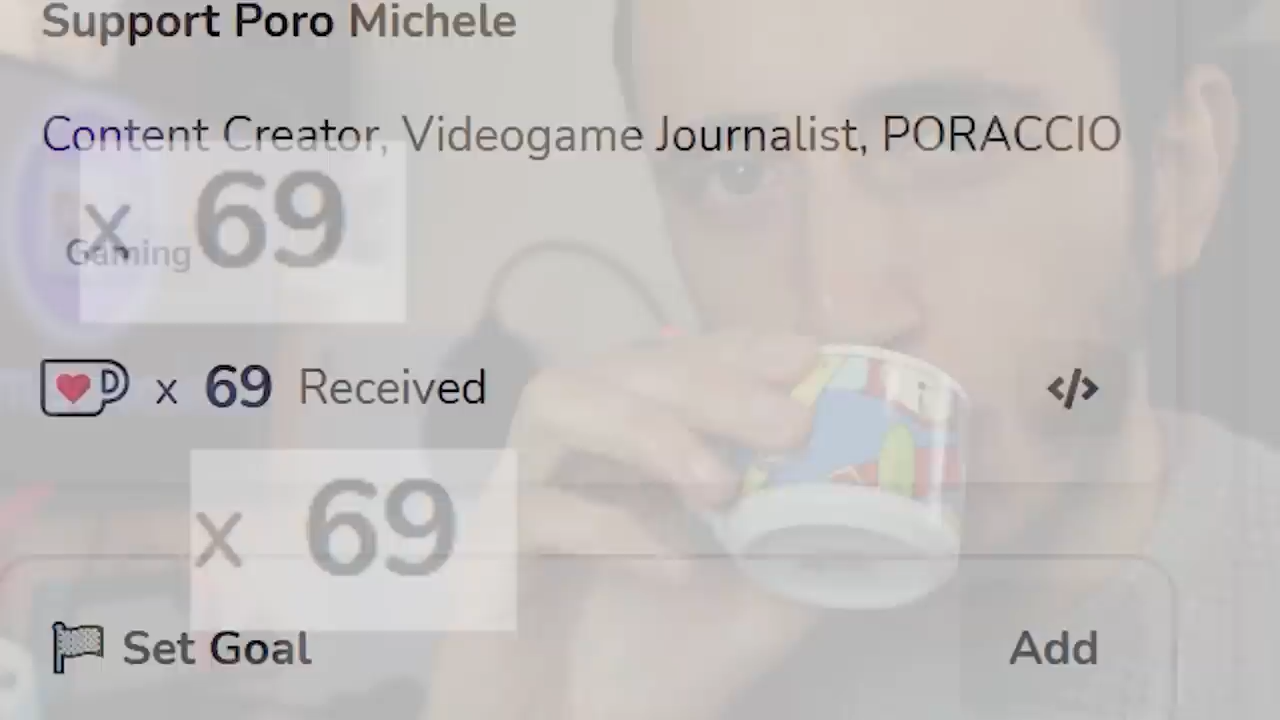 Support Poro Michele
Content Creator, Videogame Journalist, PORACCIO
x 69
Gaming
x 69 Received
</>
x 69
Set Goal
Add